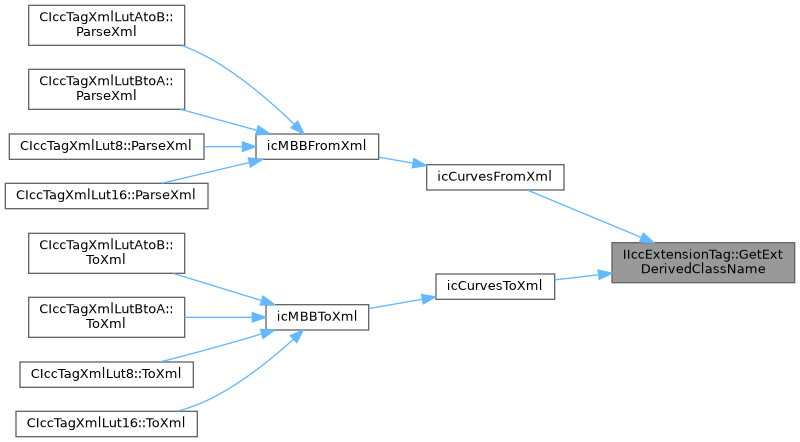 CIccTagXmlLutAtoB::
ParseXml
CIccTagXmlLutBtoA::
ParseXml
CIccTagXmlLut8::ParseXml
icMBBFromXml
CIccTagXmlLut16::ParseXml
icCurvesFromXml
CIccTagXmlLutAtoB::
ToXml
IIccExtensionTag::GetExt
DerivedClassName
CIccTagXmlLutBtoA::
ToXml
icCurvesToXml
icMBBToXml
CIccTagXmlLut8::ToXml
CIccTagXmlLut16::ToXml